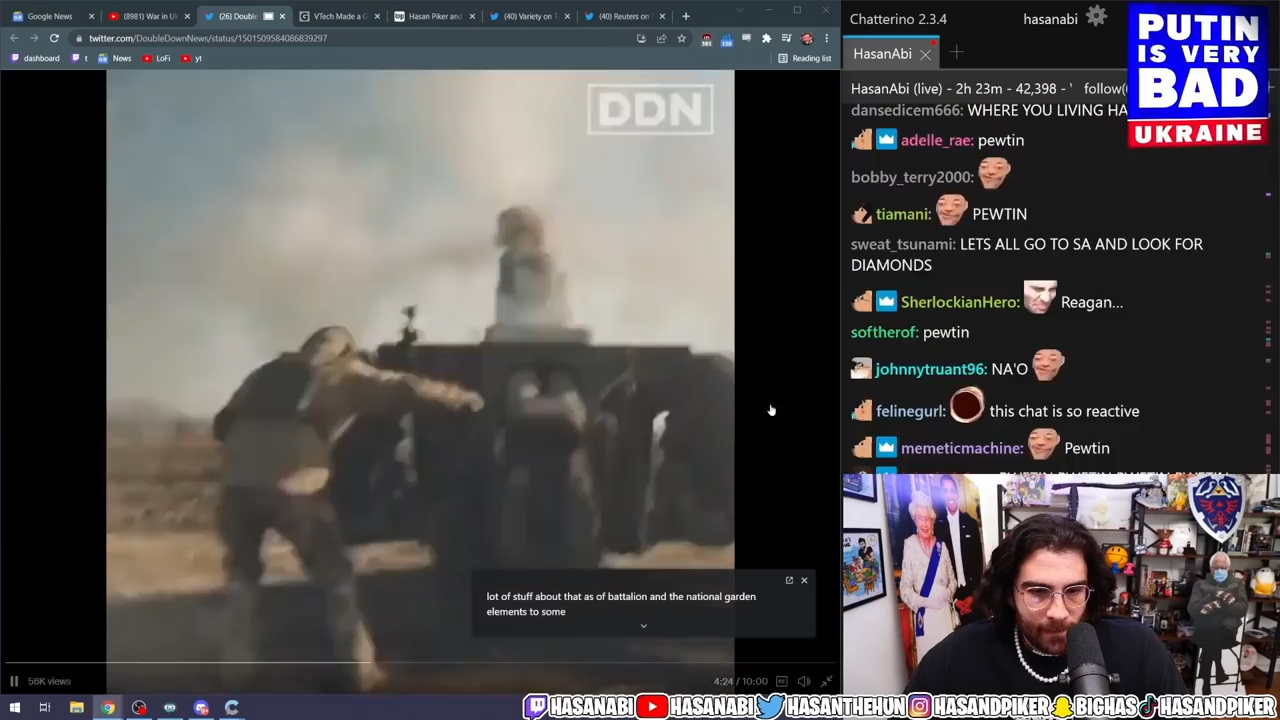 Google News
(8981) War in Uk
(26) Double
VTech Made a G
Hasan Piker and
(40) Variety on T
(40) Reuters on
twitter.com/DoubleDownNews/status/1501509584086839297
385
130
dashboard
t
News
LoFi
yt
Reading list
DDN
lot of stuff about that as of battalion and the national garden
elements to some
56K views
4:24 / 10:00
Chatterino 2.3.4
hasanabi
HasanAbi
HasanAbi (live) - 2h 23m - 42,398 - '
follow(
PUTIN
IS VERY
BAD
UKRAINE
dansedicem666: WHERE YOU LIVING HA
adelle_rae: pewtin
bobby_terry2000:
tiamani: PEWTIN
sweat_tsunami: LETS ALL GO TO SA AND LOOK FOR
DIAMONDS
SherlockianHero: Reagan...
softherof: pewtin
johnnytruant96: NA'O
felinegurl: this chat is so reactive
memeticmachine: Pewtin
HASANABI
HASANABI
HASANTHEHUN
HASANDPIKER
BIGHAS
HASANDPIKER